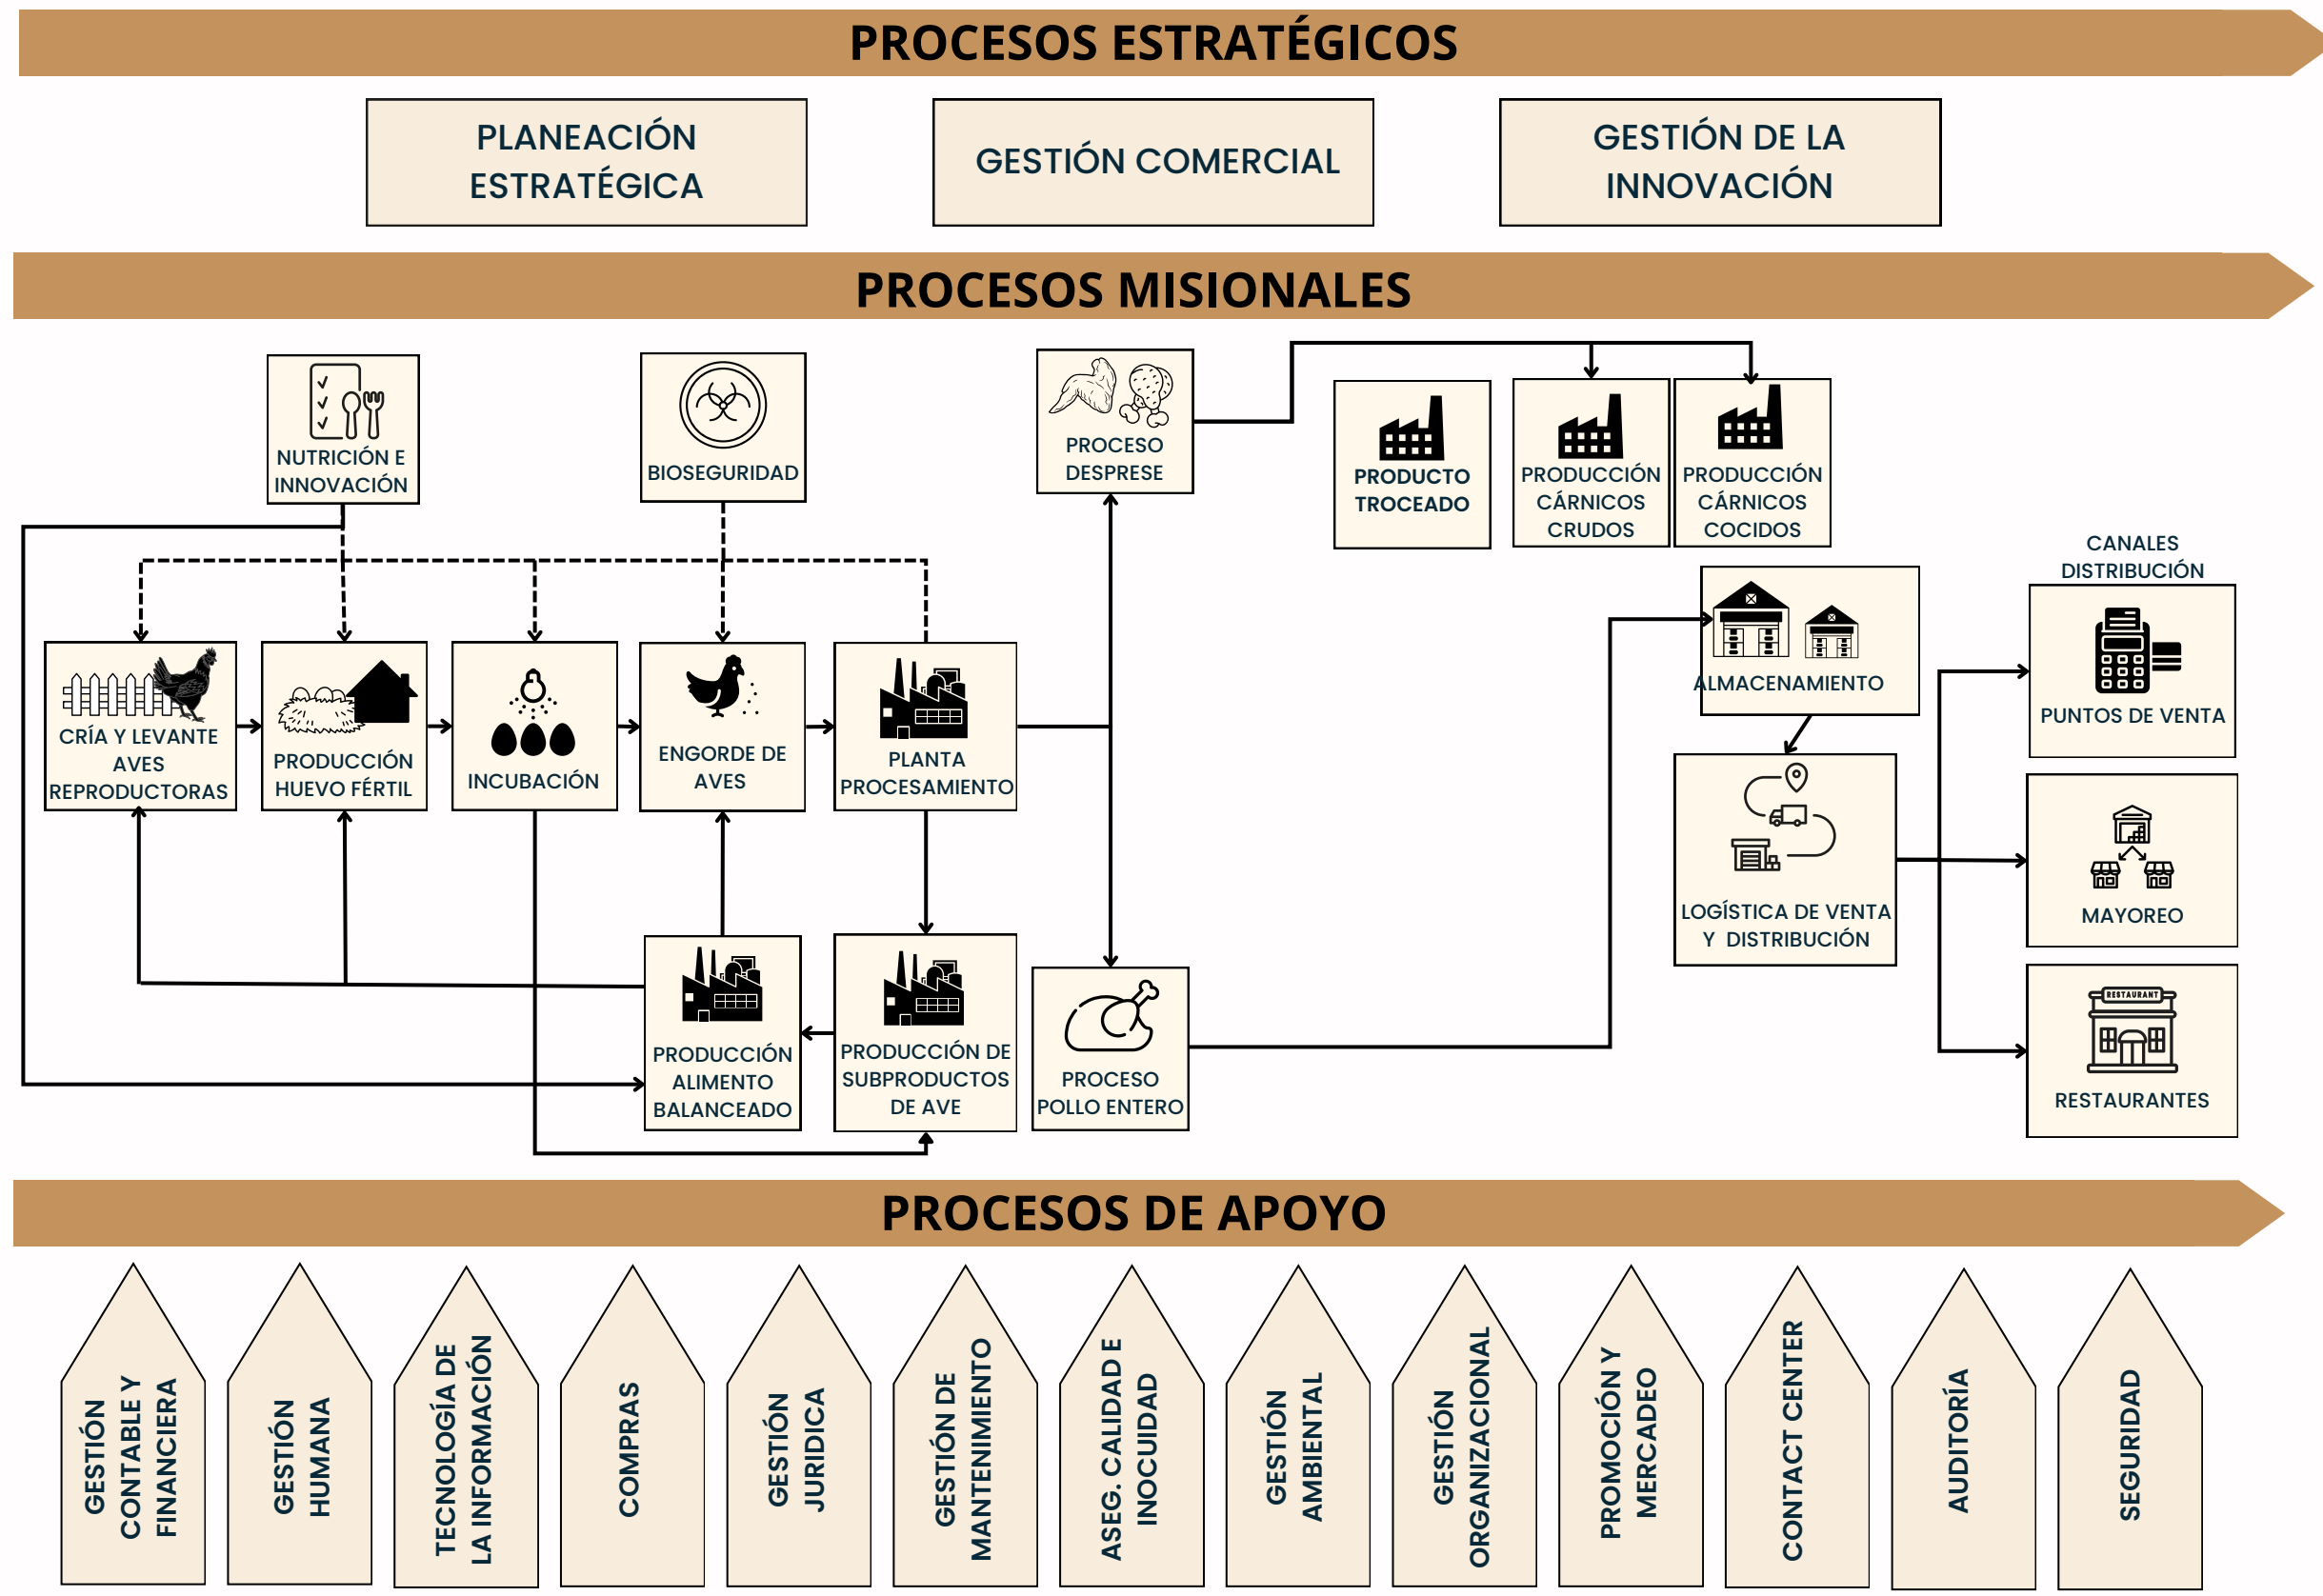 PROCESOS ESTRATÉGICOS
PLANEACIÓN
ESTRATÉGICA
GESTIÓN COMERCIAL
GESTIÓN DE LA
INNOVACIÓN
PROCESOS MISIONALES
NUTRICIÓN E
INNOVACIÓN
BIOSEGURIDAD
PROCESO
DESPRESE
PRODUCTO
TROCEADO
PRODUCCIÓN
CÁRNICOS
CRUDOS
PRODUCCIÓN
CÁRNICOS
COCIDOS
CRÍA Y LEVANTE
AVES
REPRODUCTORAS
PRODUCCIÓN
HUEVO FÉRTIL
INCUBACIÓN
ENGORDE DE
AVES
PLANTA
PROCESAMIENTO
PRODUCCIÓN
ALIMENTO
BALANCEADO
PRODUCCIÓN DE
SUBPRODUCTOS
DE AVE
PROCESO
POLLO ENTERO
ALMACENAMIENTO
LOGÍSTICA DE VENTA
Y DISTRIBUCIÓN
CANALES
DISTRIBUCIÓN
PUNTOS DE VENTA
MAYOREO
RESTAURANT
RESTAURANTES
PROCESOS DE APOYO
GESTIÓN
CONTABLE Y
FINANCIERA
GESTIÓN
HUMANA
TECNOLOGÍA DE
LA INFORMACIÓN
COMPRAS
GESTIÓN
JURIDICA
GESTIÓN DE
MANTENIMIENTO
ASEG. CALIDAD E
INOCUIDAD
GESTIÓN
AMBIENTAL
GESTIÓN
ORGANIZACIONAL
PROMOCIÓN Y
MERCADEO
CONTACT CENTER
AUDITORÍA
SEGURIDAD